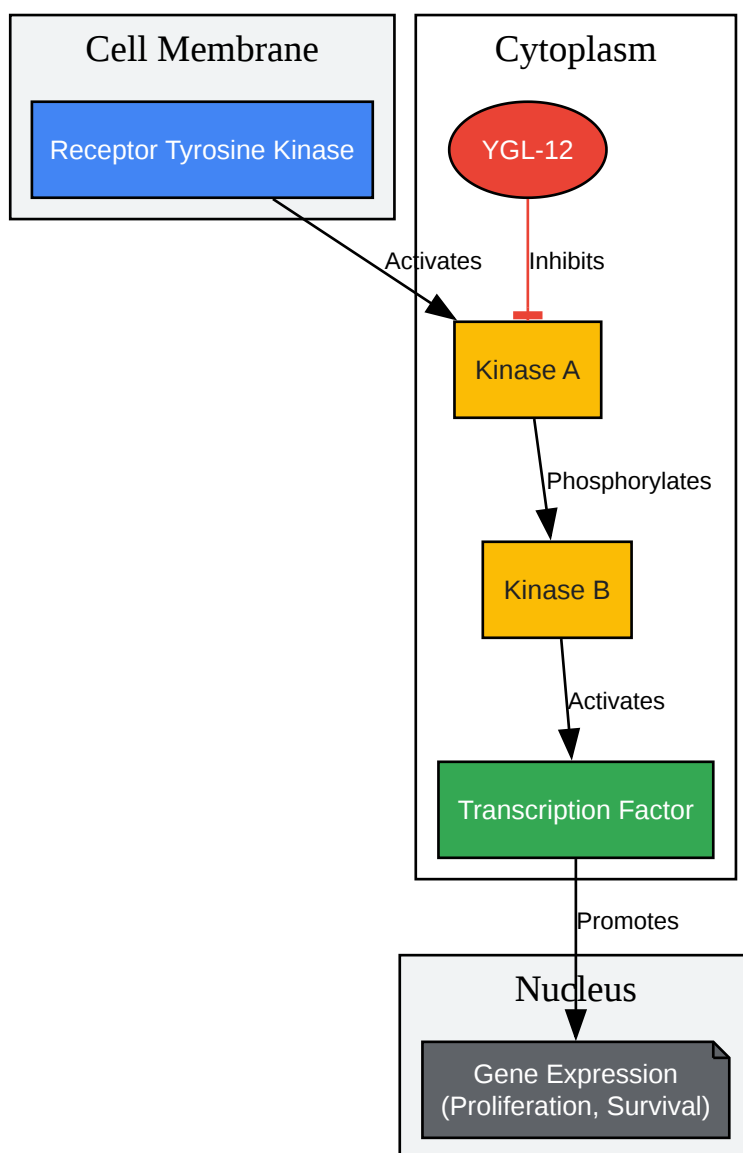 Cell Membrane
Cytoplasm
Receptor Tyrosine Kinase
YGL-12
Activates
Inhibits
Kinase A
Phosphorylates
Kinase B
Activates
Transcription Factor
Promotes
Nucleus
Gene Expression
(Proliferation, Survival)